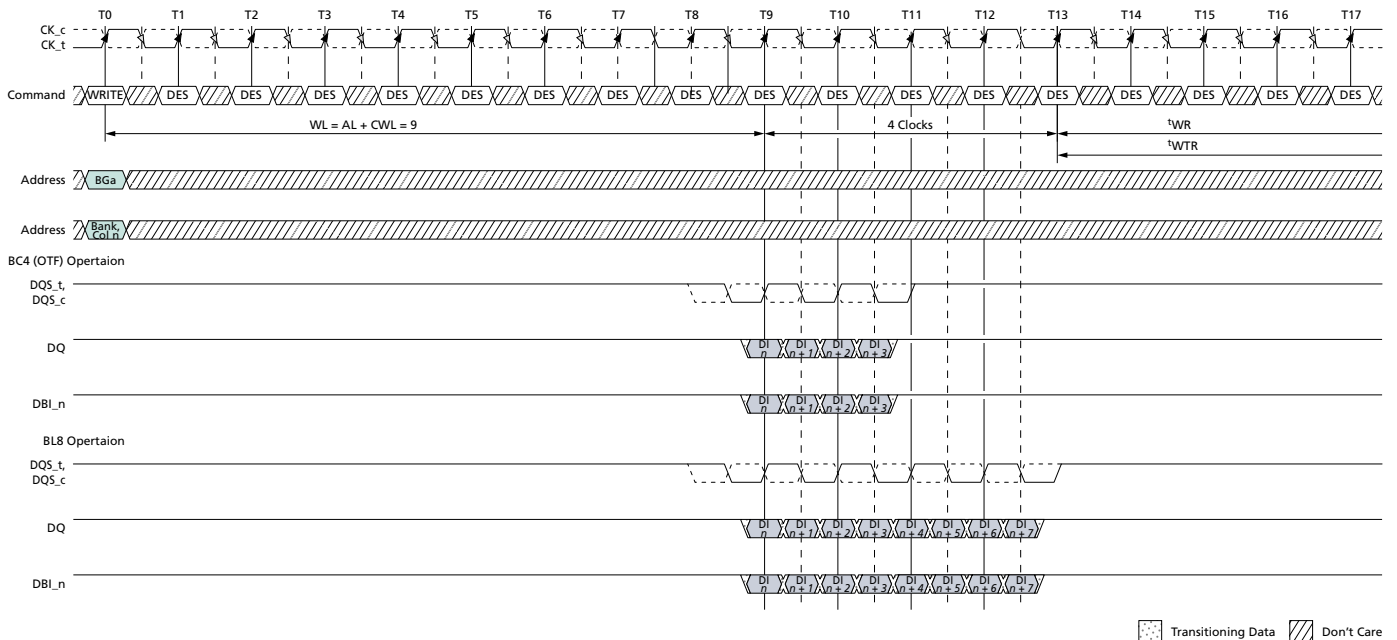 T0 T1 T2 T3 T4 T5 T6 T7 T8 T9 T10 T11 T12 T13 T14 T15 T16 T17
CK_c
CK_t
Command WRITE DES DES DES DES DES DES DES DES DES DES DES DES DES DES DES DES DES
WL = AL + CWL = 9 4 Clocks tWR
tWTR
Address BGa
Address Bank, Col n
BC4 (OTF) Opertaion
DQS_t,
DQS_c
DQ DI n DI n + 1 DI n + 2 DI n + 3
DBI_n DI n DI n + 1 DI n + 2 DI n + 3
BL8 Opertaion
DQS_t,
DQS_c
DQ DI n DI n + 1 DI n + 2 DI n + 3 DI n + 4 DI n + 5 DI n + 6 DI n + 7
DBI_n DI n DI n + 1 DI n + 2 DI n + 3 DI n + 4 DI n + 5 DI n + 6 DI n + 7
Transitioning Data Don't Care